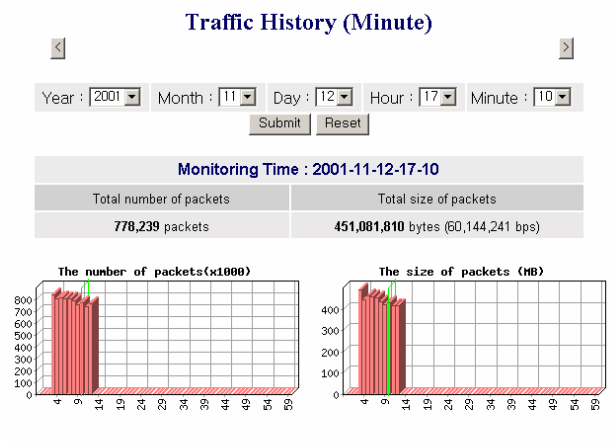 Traffic History (Minute)
< >
Year : 2001 Month : 11 Day : 12 Hour : 17 Minute : 10
Submit Reset
Monitoring Time : 2001-11-12-17-10
Total number of packets Total size of packets
778,239 packets 451,081,810 bytes (60,144,241 bps)
The number of packets(x1000)
800
700
600
500
400
300
200
100
0
4 9 14 19 24 29 34 39 44 49 54 59
The size of packets (MB)
400
300
200
100
0
4 9 14 19 24 29 34 39 44 49 54 59